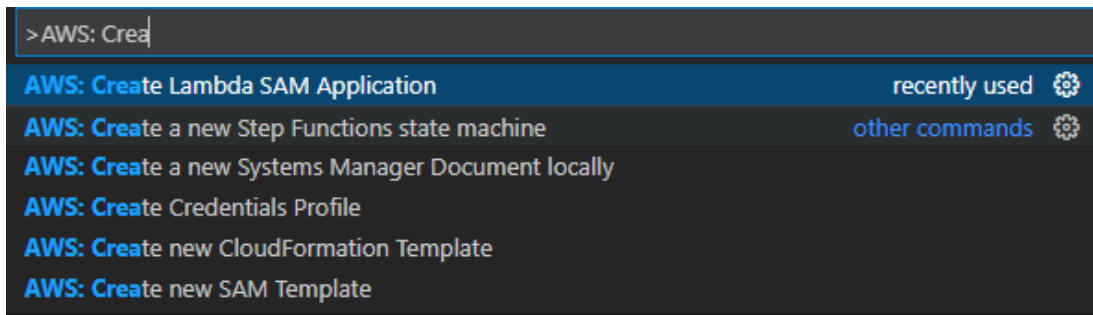 >AWS: Crea
AWS: Create Lambda SAM Application recently used
AWS: Create a new Step Functions state machine other commands
AWS: Create a new Systems Manager Document locally
AWS: Create Credentials Profile
AWS: Create new CloudFormation Template
AWS: Create new SAM Template